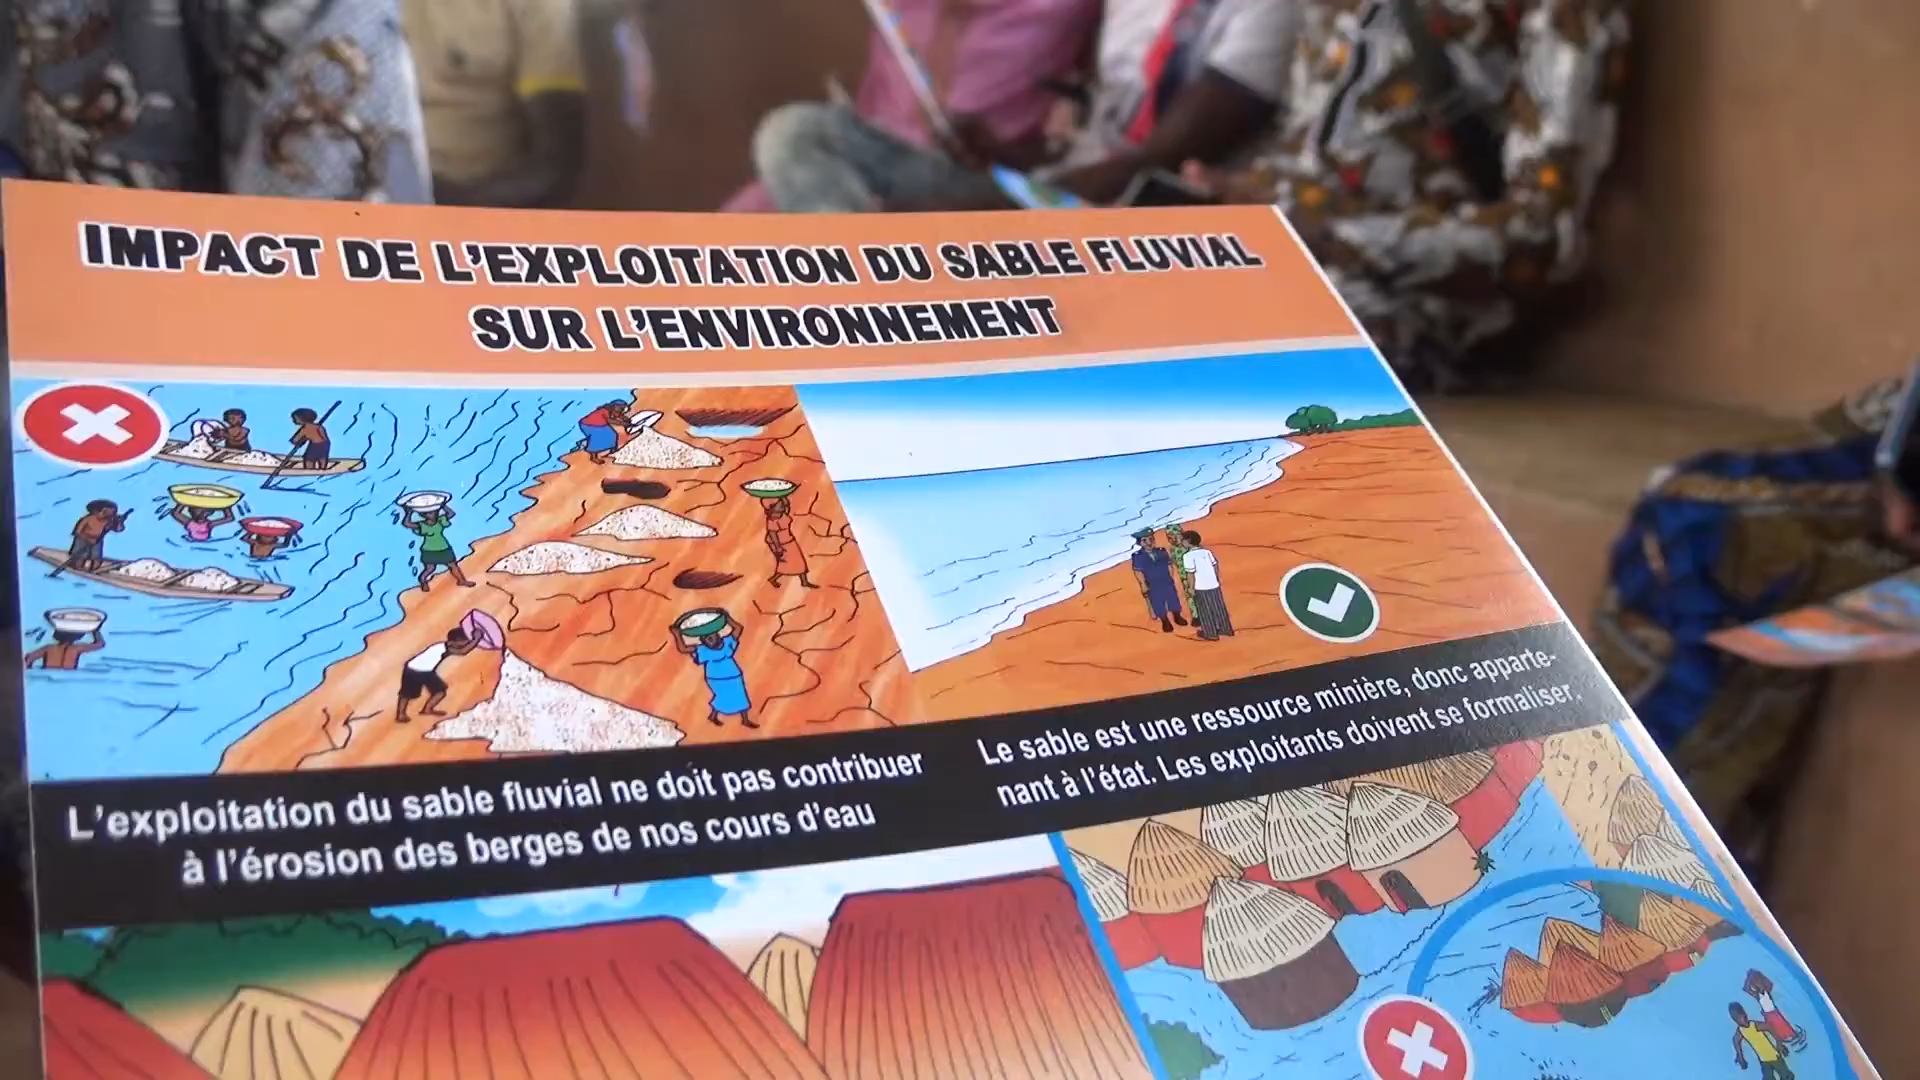 IMPACT DE L'EXPLOITATION DU SABLE FLUVIAL
SUR L'ENVIRONNEMENT
L'exploitation du sable fluvial ne doit pas contribuer
à l'érosion des berges de nos cours d'eau
Le sable est une ressource minière, donc apparte-
nant à l'état. Les exploitants doivent se formaliser.